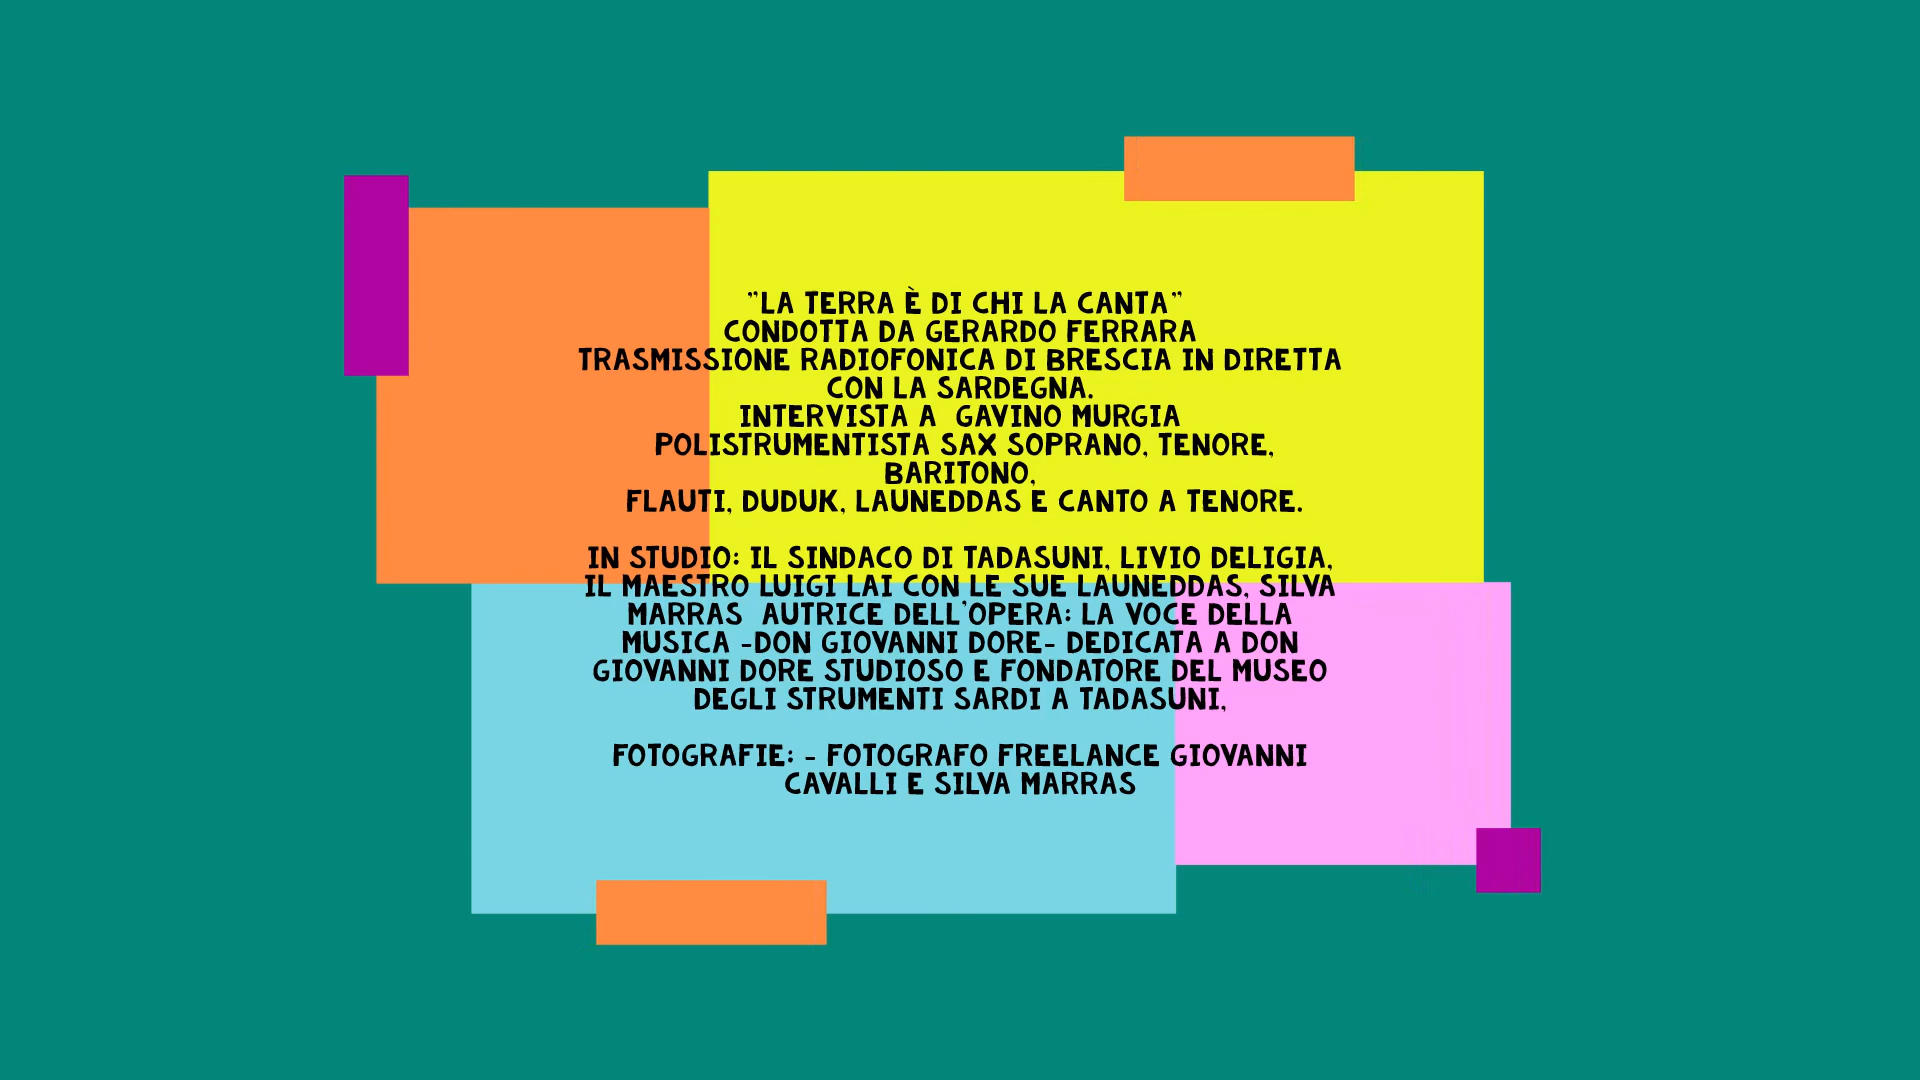 "LA TERRA È DI CHI LA CANTA"
CONDOTTA DA GERARDO FERRARA
TRASMISSIONE RADIOFONICA DI BRESCIA IN DIRETTA
CON LA SARDEGNA.
INTERVISTA A  GAVINO MURGIA
POLISTRUMENTISTA SAX SOPRANO, TENORE,
BARITONO,
FLAUTI, DUDUK, LAUNEDDAS E CANTO A TENORE.
IN STUDIO: IL SINDACO DI TADASUNI, LIVIO DELIGIA,
IL MAESTRO LUIGI LAI CON LE SUE LAUNEDDAS, SILVA
MARRAS  AUTRICE DELL'OPERA: LA VOCE DELLA
MUSICA -DON GIOVANNI DORE- DEDICATA A DON
GIOVANNI DORE STUDIOSO E FONDATORE DEL MUSEO
DEGLI STRUMENTI SARDI A TADASUNI,
FOTOGRAFIE: - FOTOGRAFO FREELANCE GIOVANNI
CAVALLI E SILVA MARRAS